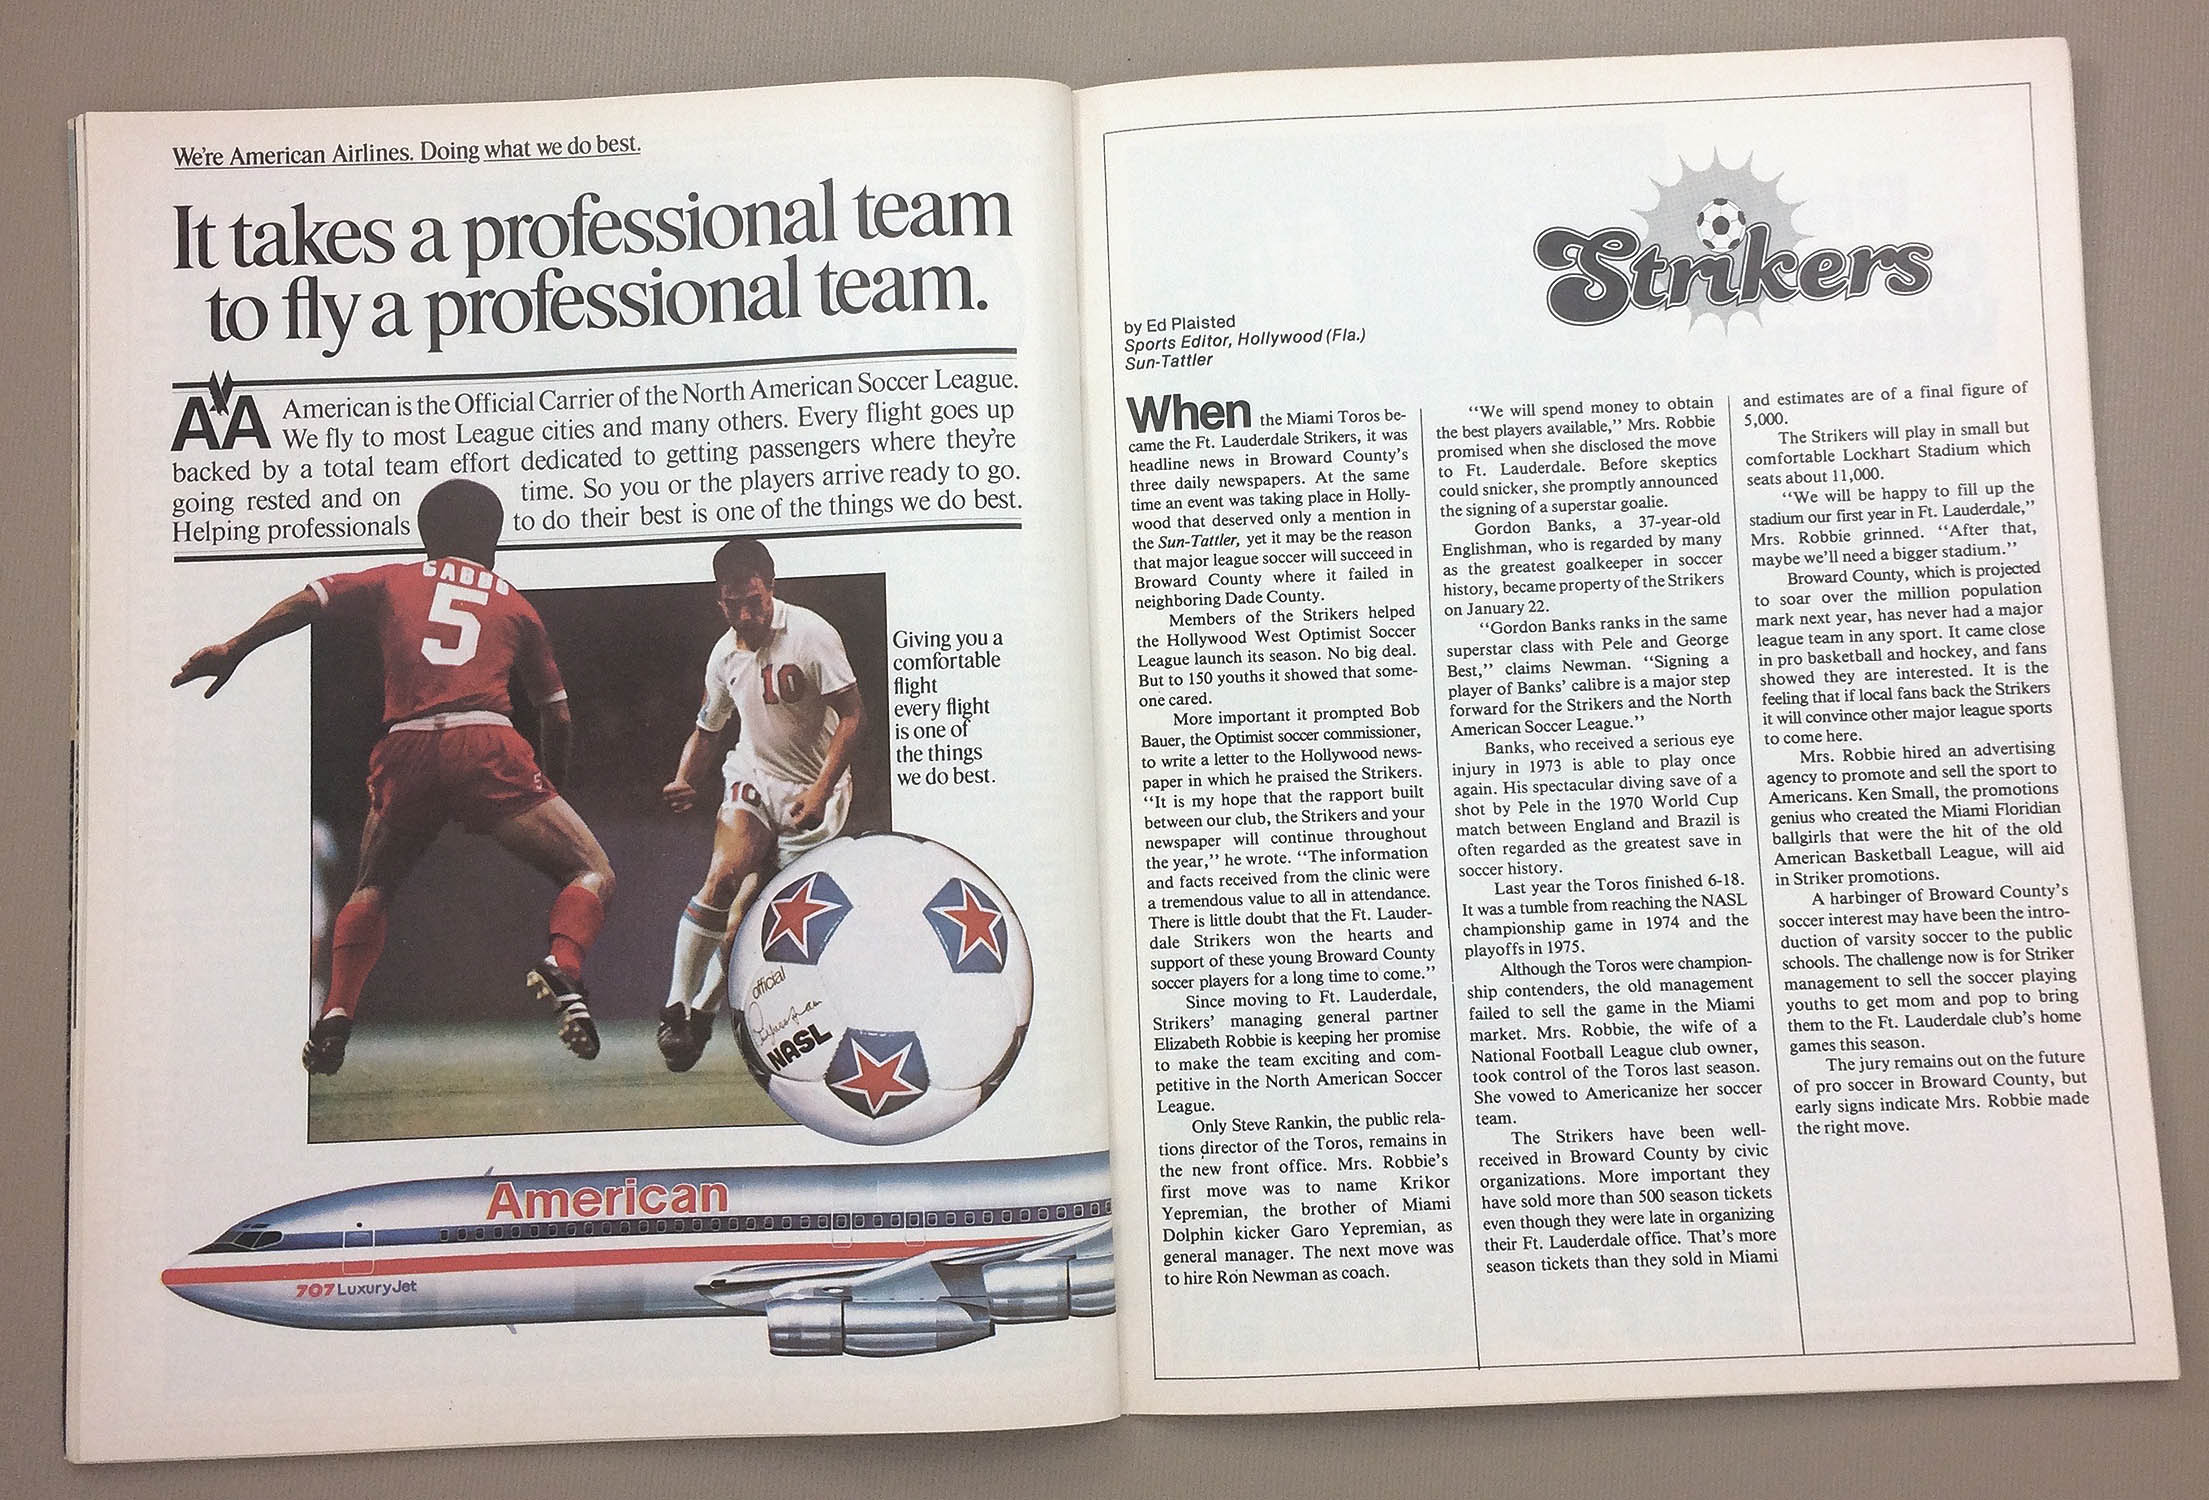 We're American Airlines. Doing what we do best.
It takes a professional team
to fly a professional team.
AA
American is the Official Carrier of the North American Soccer League.
We fly to most League cities and many others. Every flight goes up
backed by a total team effort dedicated to getting passengers where they're
going rested and on time. So you or the players arrive ready to go.
Helping professionals to do their best is one of the things we do best.
5
5
10
10
Giving you a
comfortable
flight
every flight
is one of
the things
we do best.
Official
NASL
American
707 LuxuryJet
Strikers
by Ed Plaisted
Sports Editor, Hollywood (Fla.)
Sun-Tattler
When the Miami Toros be-
came the Ft. Lauderdale Strikers, it was
headline news in Broward County's
three daily newspapers. At the same
time an event was taking place in Holly-
wood that deserved only a mention in
the Sun-Tattler, yet it may be the reason
that major league soccer will succeed in
Broward County where it failed in
neighboring Dade County.
Members of the Strikers helped
the Hollywood West Optimist Soccer
League launch its season. No big deal.
But to 150 youths it showed that some-
one cared.
More important it prompted Bob
Bauer, the Optimist soccer commissioner,
to write a letter to the Hollywood news-
paper in which he praised the Strikers.
"It is my hope that the rapport built
between our club, the Strikers and your
newspaper will continue throughout
the year," he wrote. "The information
and facts received from the clinic were
a tremendous value to all in attendance.
There is little doubt that the Ft. Lauder-
dale Strikers won the hearts and
support of these young Broward County
soccer players for a long time to come."
Since moving to Ft. Lauderdale,
Strikers' managing general partner
Elizabeth Robbie is keeping her promise
to make the team exciting and com-
petitive in the North American Soccer
League.
Only Steve Rankin, the public rela-
tions director of the Toros, remains in
the new front office. Mrs. Robbie's
first move was to name Krikor
Yepremian, the brother of Miami
Dolphin kicker Garo Yepremian, as
general manager. The next move was
to hire Ron Newman as coach.
"We will spend money to obtain
the best players available," Mrs. Robbie
promised when she disclosed the move
to Ft. Lauderdale. Before skeptics
could snicker, she promptly announced
the signing of a superstar goalie.
Gordon Banks, a 37-year-old
Englishman, who is regarded by many
as the greatest goalkeeper in soccer
history, became property of the Strikers
on January 22.
"Gordon Banks ranks in the same
superstar class with Pele and George
Best," claims Newman. "Signing a
player of Banks' calibre is a major step
forward for the Strikers and the North
American Soccer League."
Banks, who received a serious eye
injury in 1973 is able to play once
again. His spectacular diving save of a
shot by Pele in the 1970 World Cup
match between England and Brazil is
often regarded as the greatest save in
soccer history.
Last year the Toros finished 6-18.
It was a tumble from reaching the NASL
championship game in 1974 and the
playoffs in 1975.
Although the Toros were champion-
ship contenders, the old management
failed to sell the game in the Miami
market. Mrs. Robbie, the wife of a
National Football League club owner,
took control of the Toros last season.
She vowed to Americanize her soccer
team.
The Strikers have been well-
received in Broward County by civic
organizations. More important they
have sold more than 500 season tickets
even though they were late in organizing
their Ft. Lauderdale office. That's more
season tickets than they sold in Miami
and estimates are of a final figure of
5,000.
The Strikers will play in small but
comfortable Lockhart Stadium which
seats about 11,000.
"We will be happy to fill up the
stadium our first year in Ft. Lauderdale,"
Mrs. Robbie grinned. "After that,
maybe we'll need a bigger stadium."
Broward County, which is projected
to soar over the million population
mark next year, has never had a major
league team in any sport. It came close
in pro basketball and hockey, and fans
showed they are interested. It is the
feeling that if local fans back the Strikers
it will convince other major league sports
to come here.
Mrs. Robbie hired an advertising
agency to promote and sell the sport to
Americans. Ken Small, the promotions
genius who created the Miami Floridian
ballgirls that were the hit of the old
American Basketball League, will aid
in Striker promotions.
A harbinger of Broward County's
soccer interest may have been the intro-
duction of varsity soccer to the public
schools. The challenge now is for Striker
management to sell the soccer playing
youths to get mom and pop to bring
them to the Ft. Lauderdale club's home
games this season.
The jury remains out on the future
of pro soccer in Broward County, but
early signs indicate Mrs. Robbie made
the right move.